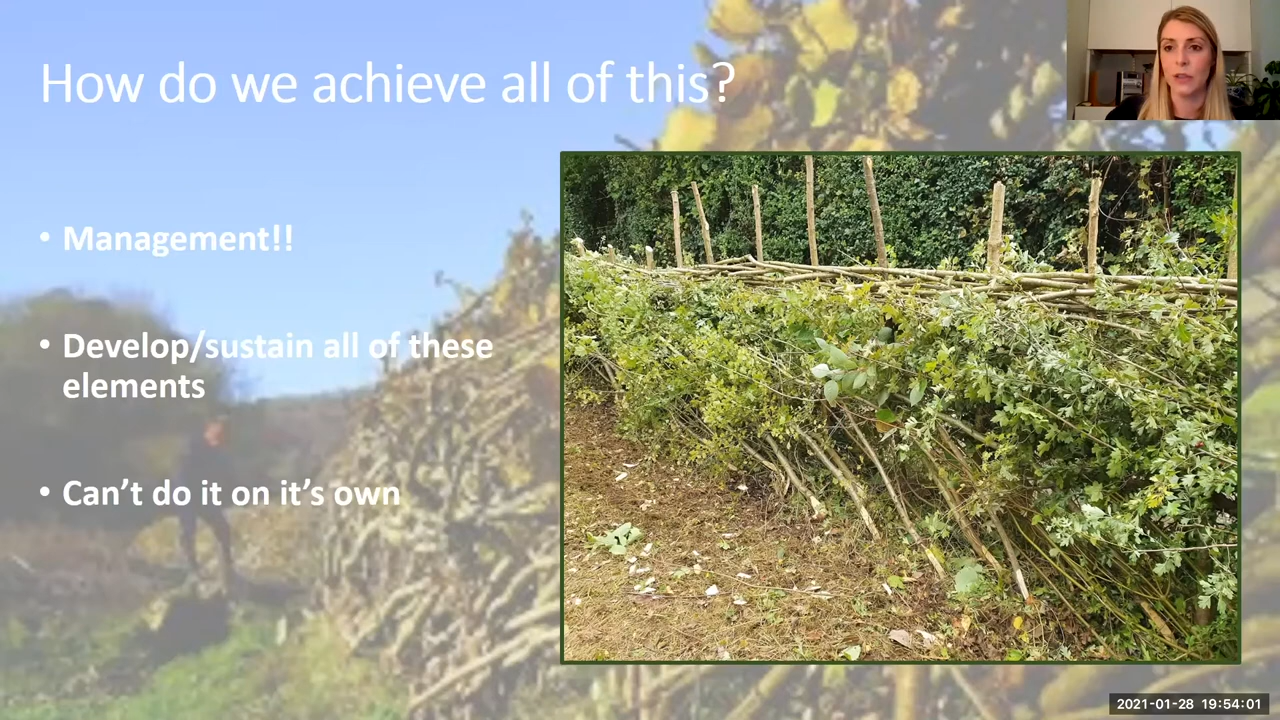 How do we achieve all of this?
• Management!!
• Develop/sustain all of these
elements
• Can't do it on it's own
2021-01-28 19:54:01